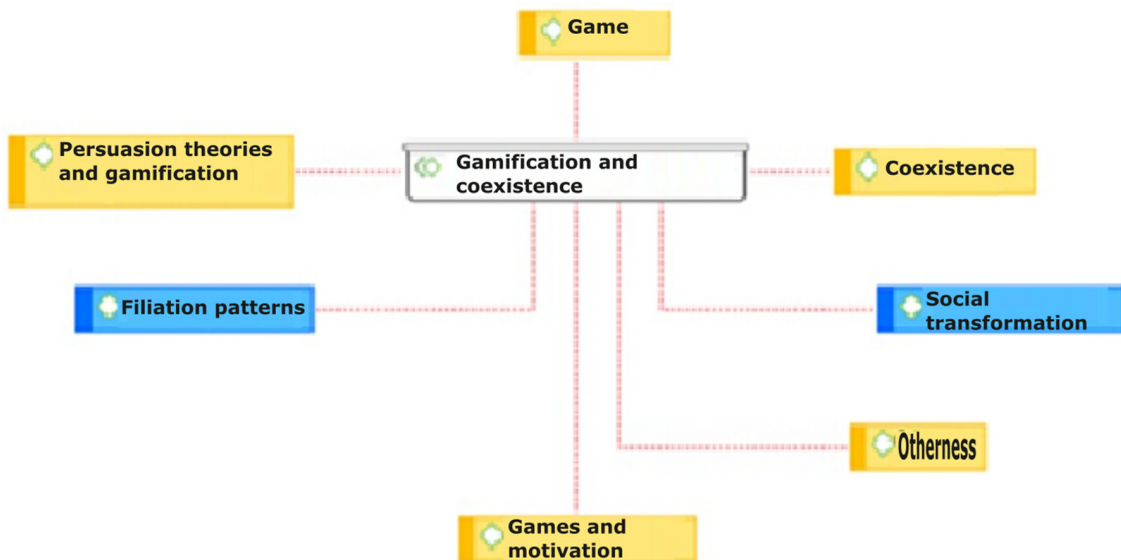 Game
Persuasion theories
and gamification
Gamification and
coexistence
Coexistence
Filiation patterns
Social
transformation
Otherness
Games and
motivation